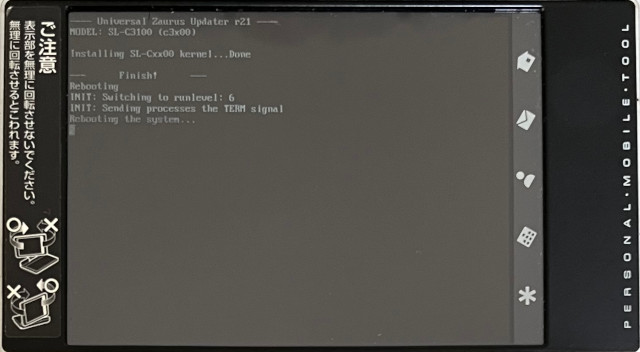 ご注意
表示部を無理に回転させないでください。
無理に回転させるとこわれます。
---- Universal Zaurus Updater r21 ----
MODEL: SL-C3100 (c3x00)
Installing SL-Cxx00 kernel...Done
--- Finish! ---
Rebooting
INIT: Switching to runlevel: 6
INIT: Sending processes the TERM signal
Rebooting the system...
PERSONAL・MOBILE・TOOL